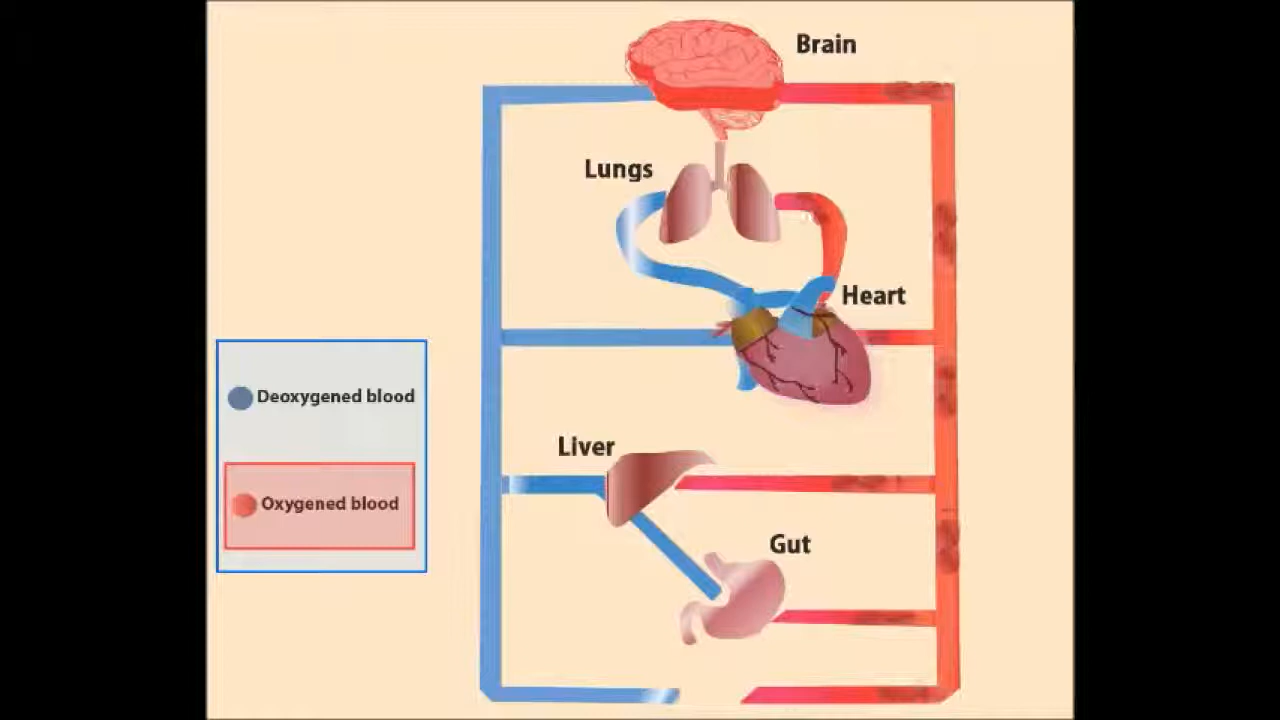 Brain
Lungs
Heart
Deoxygened blood
Liver
Oxygened blood
Gut